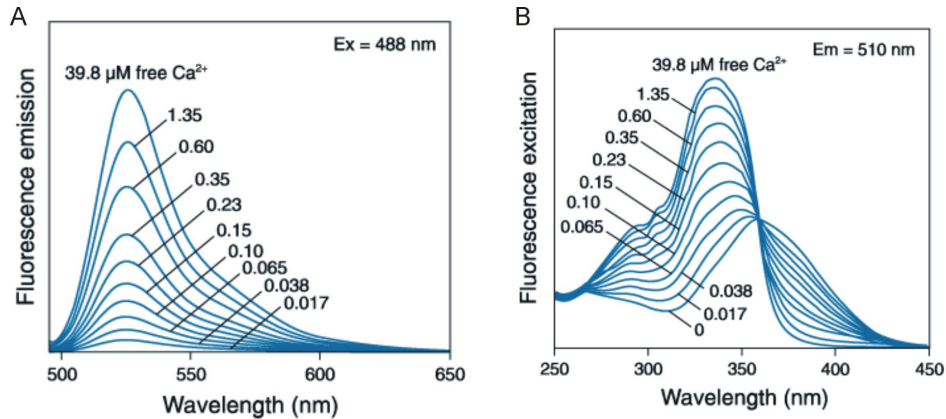 A
Ex = 488 nm
39.8 µM free Ca²⁺
1.35
0.60
0.35
0.23
0.15
0.10
0.065
0.038
0.017
Fluorescence emission
500 550 600 650
Wavelength (nm)
B
Em = 510 nm
39.8 µM free Ca²⁺
1.35
0.60
0.35
0.23
0.15
0.10
0.065
0.038
0.017
0
Fluorescence excitation
250 300 350 400 450
Wavelength (nm)